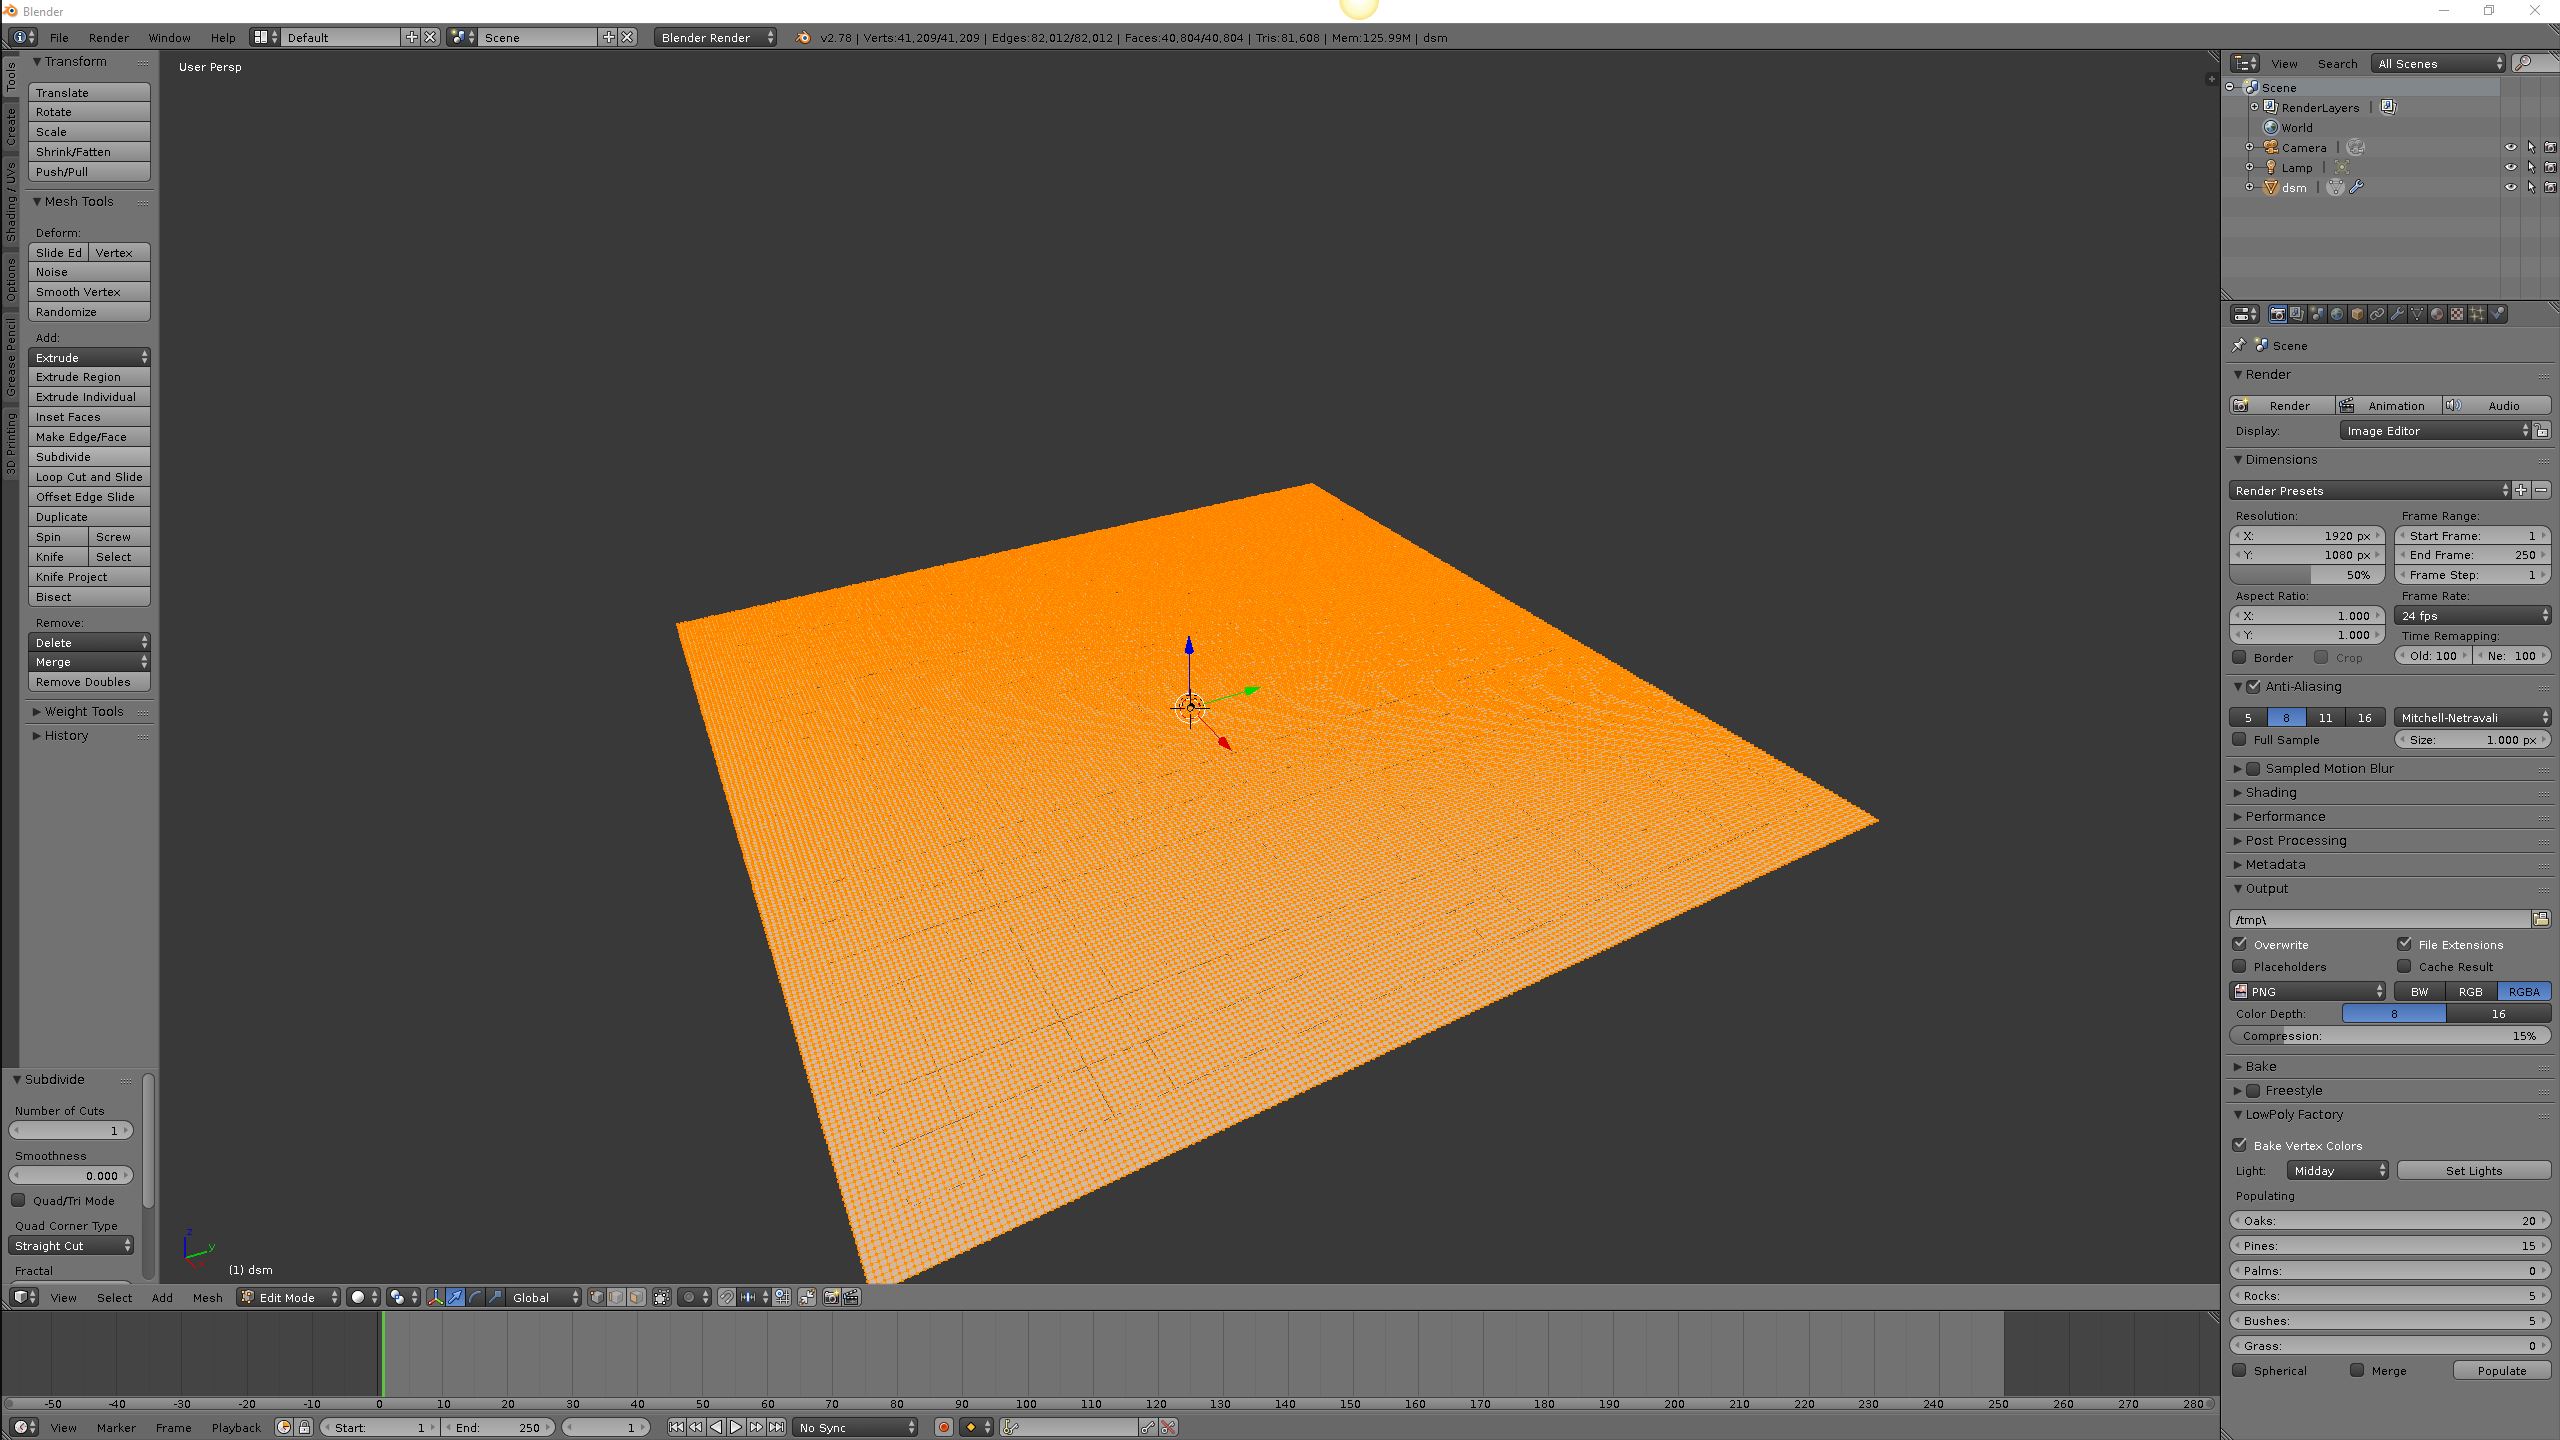 Blender
File Render Window Help Default Scene Blender Render v2.78 | Verts:41,209/41,209 | Edges:82,012/82,012 | Faces:40,804/40,804 | Tris:81,608 | Mem:125.99M | dsm
Tools
Create
Shading / UVs
Options
Grease Pencil
3D Printing
Transform
Translate
Rotate
Scale
Shrink/Fatten
Push/Pull
Mesh Tools
Deform:
Slide Ed Vertex
Noise
Smooth Vertex
Randomize
Add:
Extrude
Extrude Region
Extrude Individual
Inset Faces
Make Edge/Face
Subdivide
Loop Cut and Slide
Offset Edge Slide
Duplicate
Spin Screw
Knife Select
Knife Project
Bisect
Remove:
Delete
Merge
Remove Doubles
Weight Tools
History
Subdivide
Number of Cuts
1
Smoothness
0.000
Quad/Tri Mode
Quad Corner Type
Straight Cut
Fractal
User Persp
z
y
x
(1) dsm
View Select Add Mesh Edit Mode Global
-50 -40 -30 -20 -10 0 10 20 30 40 50 60 70 80 90 100 110 120 130 140 150 160 170 180 190 200 210 220 230 240 250 260 270 280
View Marker Frame Playback Start: 1 End: 250 1 No Sync
View Search All Scenes
Scene
RenderLayers |
World
Camera |
Lamp |
dsm |
Scene
Render
Render Animation Audio
Display: Image Editor
Dimensions
Render Presets
Resolution: Frame Range:
X: 1920 px Start Frame: 1
Y: 1080 px End Frame: 250
50% Frame Step: 1
Aspect Ratio: Frame Rate:
X: 1.000 24 fps
Y: 1.000 Time Remapping:
Border Crop Old: 100 Ne: 100
Anti-Aliasing
5 8 11 16 Mitchell-Netravali
Full Sample Size: 1.000 px
Sampled Motion Blur
Shading
Performance
Post Processing
Metadata
Output
/tmp\
Overwrite File Extensions
Placeholders Cache Result
PNG BW RGB RGBA
Color Depth: 8 16
Compression: 15%
Bake
Freestyle
LowPoly Factory
Bake Vertex Colors
Light: Midday Set Lights
Populating
Oaks: 20
Pines: 15
Palms: 0
Rocks: 5
Bushes: 5
Grass: 0
Spherical Merge Populate